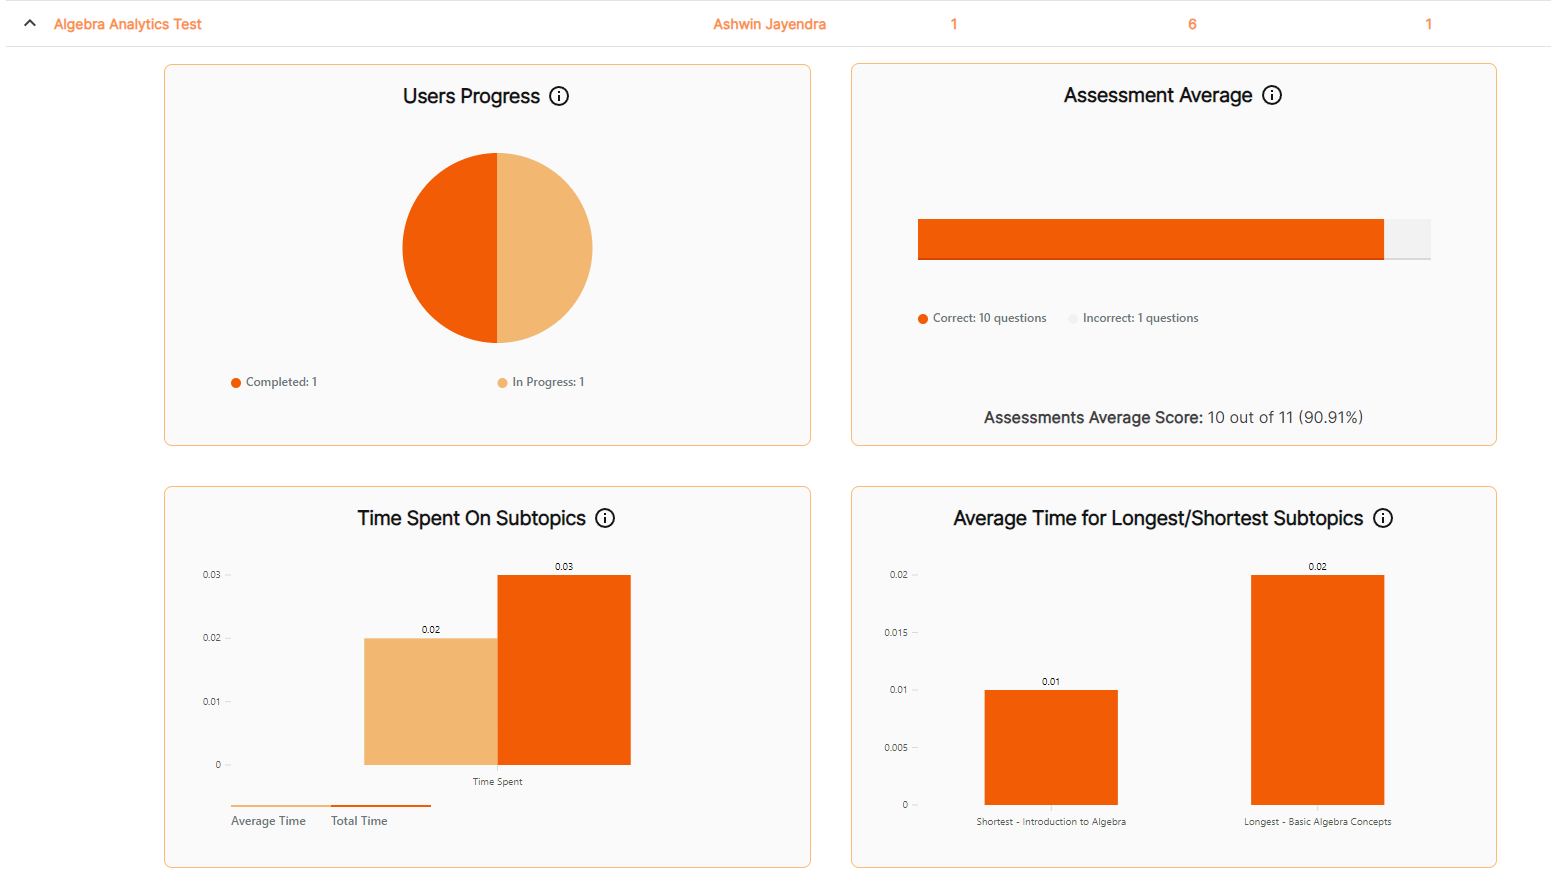 Algebra Analytics Test Ashwin Jayendra 1 6 1
Users Progress
Completed: 1 In Progress: 1
Assessment Average
Correct: 10 questions Incorrect: 1 questions
Assessments Average Score: 10 out of 11 (90.91%)
Time Spent On Subtopics
0.03
0.03
0.02
0.02
0.01
0
Time Spent
Average Time Total Time
Average Time for Longest/Shortest Subtopics
0.02
0.02
0.015
0.01
0.01
0.005
0
Shortest - Introduction to Algebra Longest - Basic Algebra Concepts